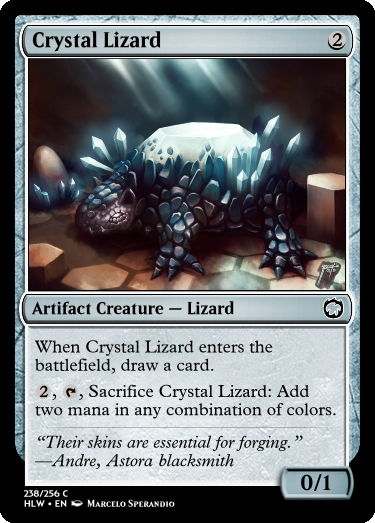 Crystal Lizard 2
Artifact Creature — Lizard
When Crystal Lizard enters the
battlefield, draw a card.
2, , Sacrifice Crystal Lizard: Add
two mana in any combination of colors.
“Their skins are essential for forging.”
—Andre, Astora blacksmith
0/1
238/256 C
HLW • EN Marcelo Sperandio